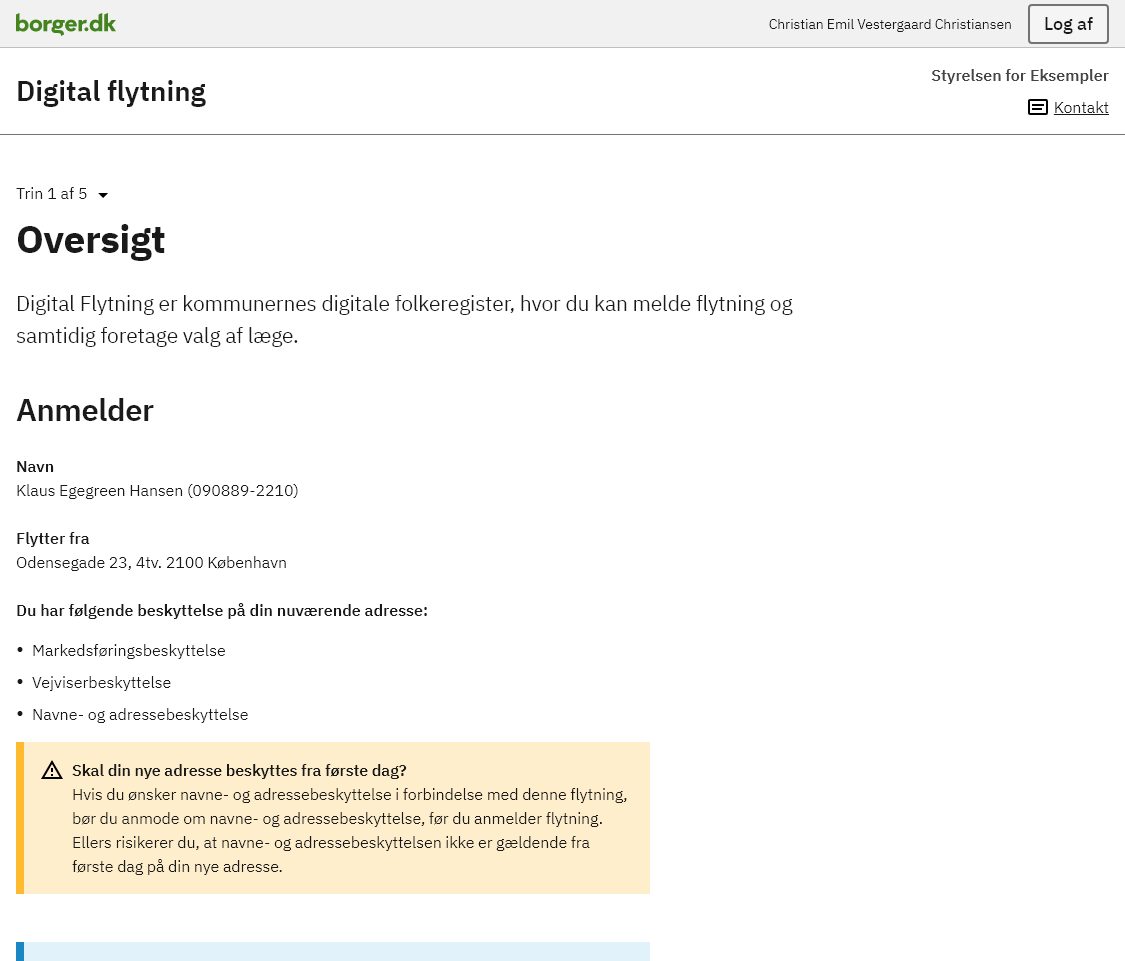 borger.dk
Christian Emil Vestergaard Christiansen
Log af
Digital flytning
Styrelsen for Eksempler
Kontakt
Trin 1 af 5
Oversigt
Digital Flytning er kommunernes digitale folkeregister, hvor du kan melde flytning og
samtidig foretage valg af læge.
Anmelder
Navn
Klaus Egegreen Hansen (090889-2210)
Flytter fra
Odensegade 23, 4tv. 2100 København
Du har følgende beskyttelse på din nuværende adresse:
• Markedsføringsbeskyttelse
• Vejviserbeskyttelse
• Navne- og adressebeskyttelse
Skal din nye adresse beskyttes fra første dag?
Hvis du ønsker navne- og adressebeskyttelse i forbindelse med denne flytning,
bør du anmode om navne- og adressebeskyttelse, før du anmelder flytning.
Ellers risikerer du, at navne- og adressebeskyttelsen ikke er gældende fra
første dag på din nye adresse.